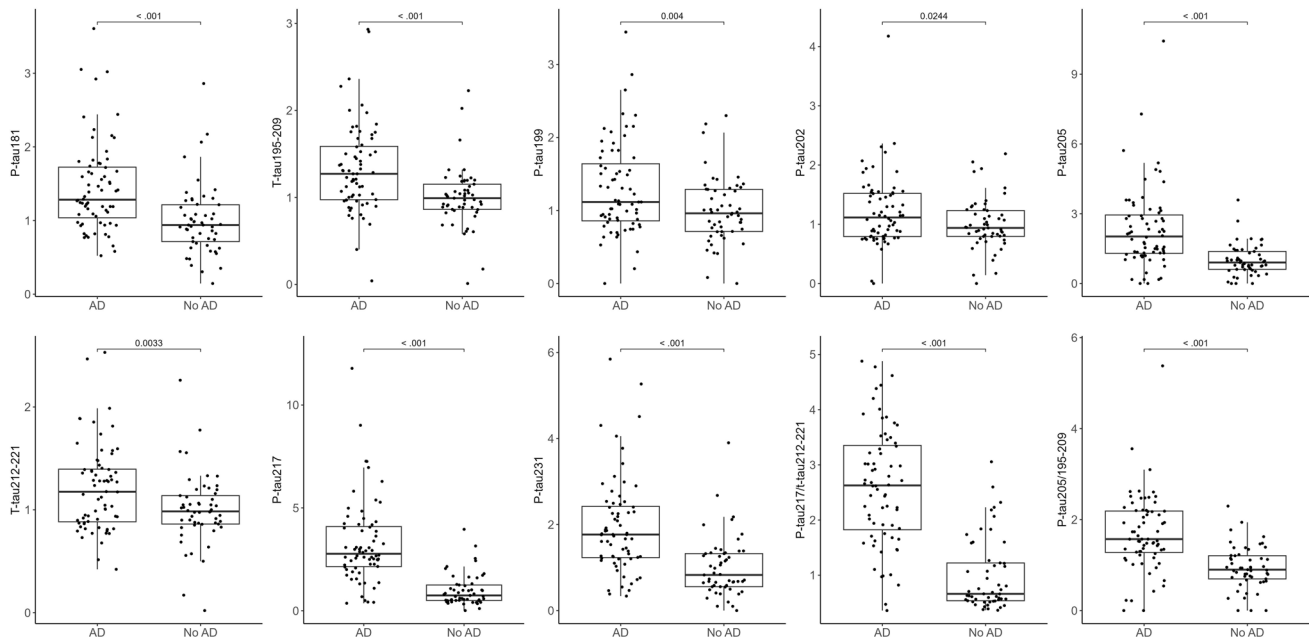 < .001
P-tau181
3
2
1
0
AD
No AD
< .001
T-tau195-209
3
2
1
0
AD
No AD
0.004
P-tau199
3
2
1
0
AD
No AD
0.0244
P-tau202
4
3
2
1
0
AD
No AD
< .001
P-tau205
9
6
3
0
AD
No AD
0.0033
T-tau212-221
2
1
0
AD
No AD
< .001
P-tau217
10
5
0
AD
No AD
< .001
P-tau231
6
4
2
0
AD
No AD
< .001
P-tau217/t-tau212-221
5
4
3
2
1
AD
No AD
< .001
P-tau205/195-209
6
4
2
0
AD
No AD